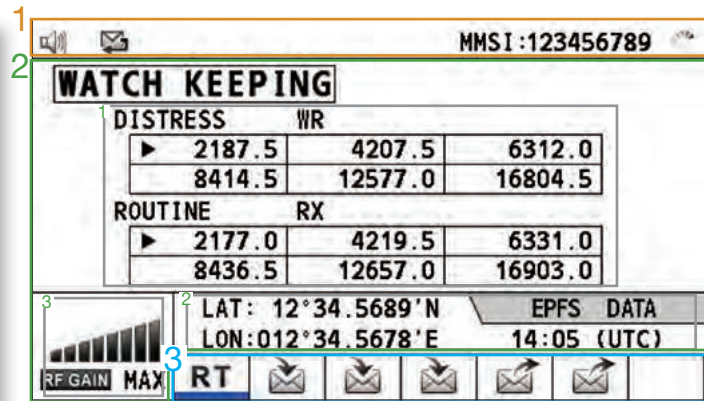 1
MMSI:123456789
2
WATCH KEEPING
1
DISTRESS WR
▶ 2187.5 4207.5 6312.0
8414.5 12577.0 16804.5
ROUTINE RX
▶ 2177.0 4219.5 6331.0
8436.5 12657.0 16903.0
3
2
LAT: 12°34.5689'N EPFS DATA
LON:012°34.5678'E 14:05 (UTC)
RF GAIN MAX
3
RT